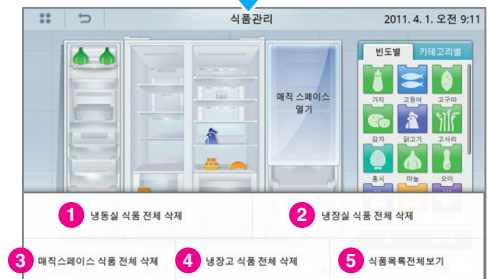 식품관리
2011. 4. 1. 오전 9:11
빈도별 카테고리별
매직 스페이스
열기
가지 고등어 고구마
감자 닭고기 고사리
홍시 마늘 오이
1 냉동실 식품 전체 삭제
2 냉장실 식품 전체 삭제
3 매직스페이스 식품 전체 삭제
4 냉장고 식품 전체 삭제
5 식품목록전체보기